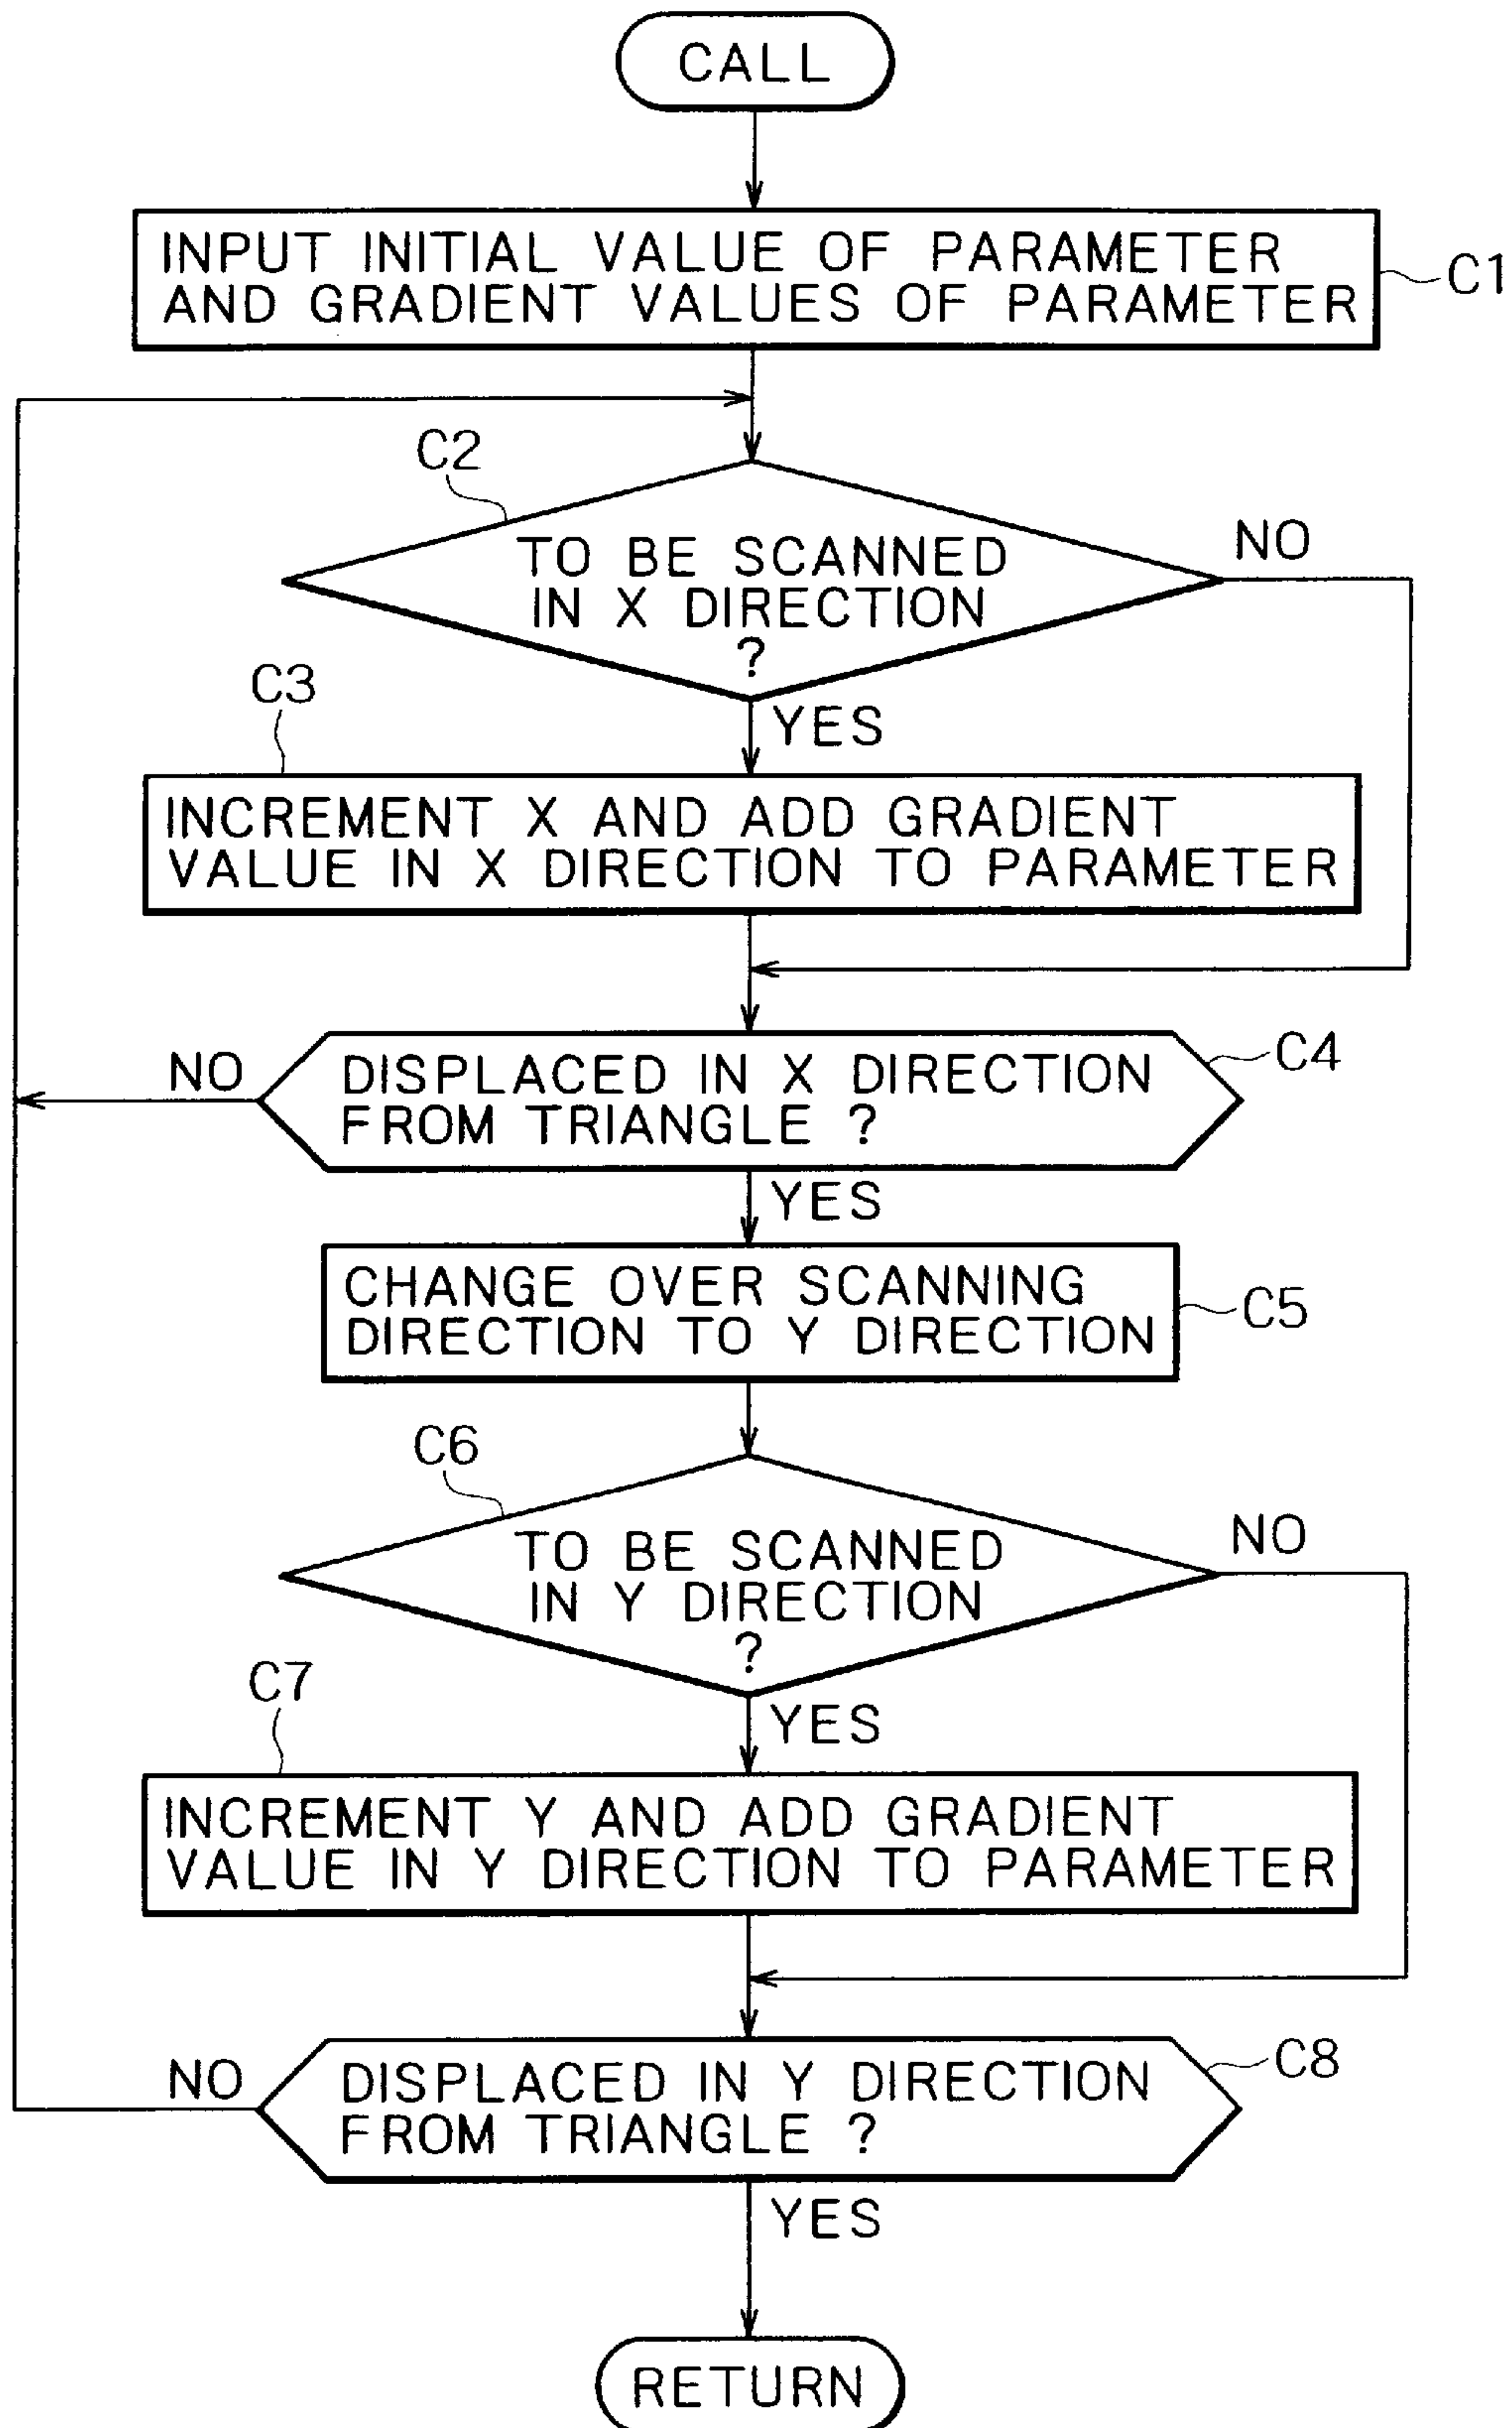 CALL
INPUT INITIAL VALUE OF PARAMETER
AND GRADIENT VALUES OF PARAMETER
C1
C2
TO BE SCANNED
IN X DIRECTION
?
NO
YES
C3
INCREMENT X AND ADD GRADIENT
VALUE IN X DIRECTION TO PARAMETER
C4
DISPLACED IN X DIRECTION
FROM TRIANGLE ?
NO
YES
CHANGE OVER SCANNING
DIRECTION TO Y DIRECTION
C5
C6
TO BE SCANNED
IN Y DIRECTION
?
NO
YES
C7
INCREMENT Y AND ADD GRADIENT
VALUE IN Y DIRECTION TO PARAMETER
C8
DISPLACED IN Y DIRECTION
FROM TRIANGLE ?
NO
YES
RETURN